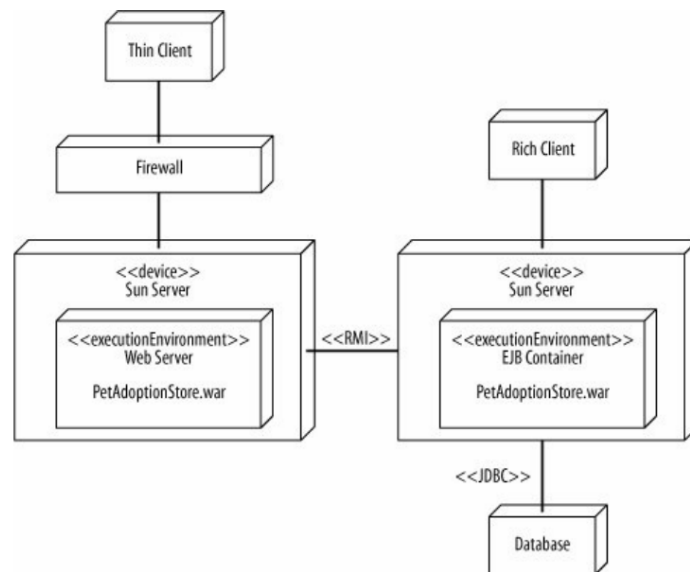 Thin Client
Firewall
Rich Client
<<device>>
Sun Server
<<executionEnvironment>>
Web Server
PetAdoptionStore.war
<<RMI>>
<<device>>
Sun Server
<<executionEnvironment>>
EJB Container
PetAdoptionStore.war
<<JDBC>>
Database